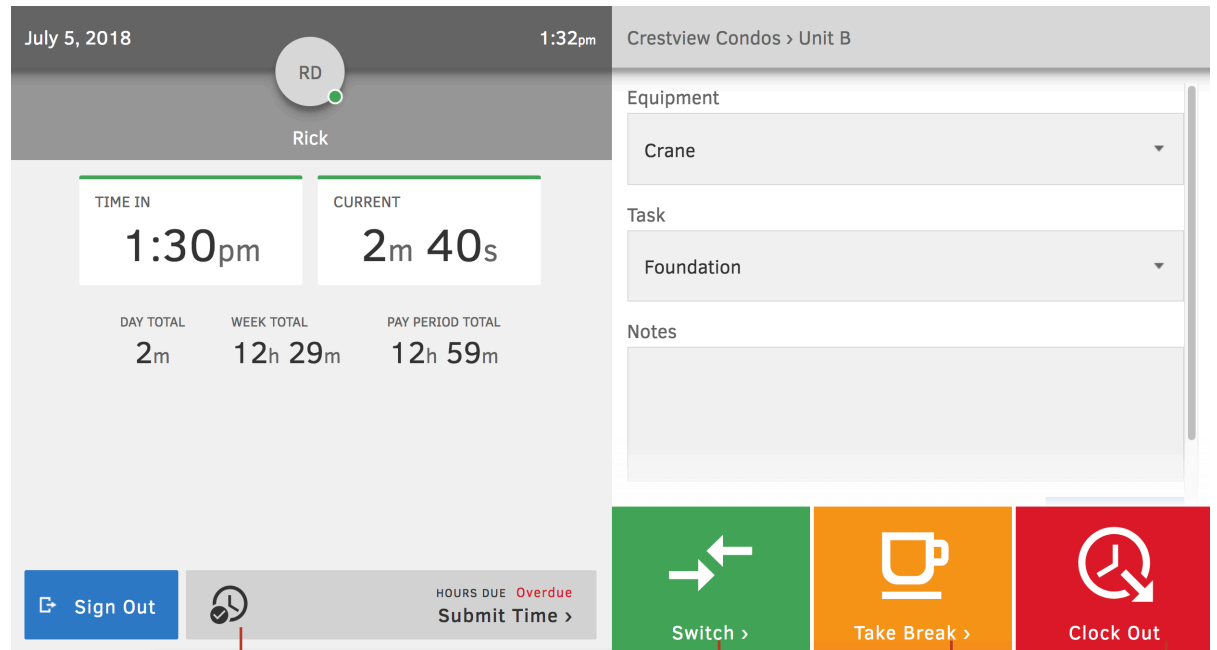 July 5, 2018
1:32pm
RD
Rick
TIME IN
1:30pm
CURRENT
2m 40s
DAY TOTAL
2m
WEEK TOTAL
12h 29m
PAY PERIOD TOTAL
12h 59m
Sign Out
HOURS DUE Overdue
Submit Time ›
Crestview Condos › Unit B
Equipment
Crane
Task
Foundation
Notes
Switch ›
Take Break ›
Clock Out